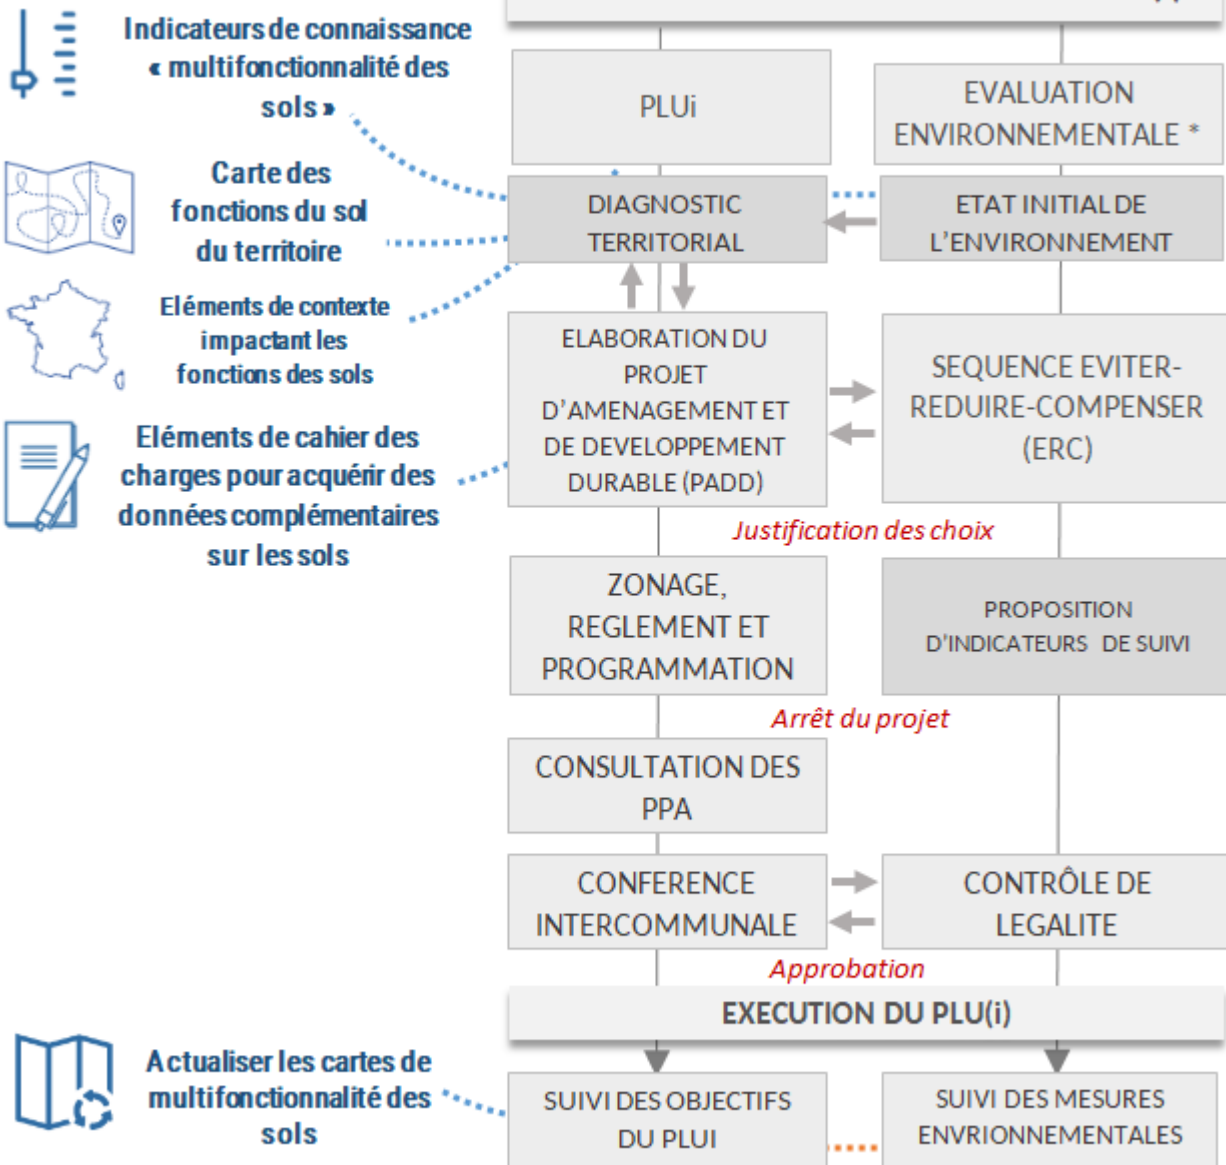 Indicateurs de connaissance
« multifonctionnalité des
sols »
Carte des
fonctions du sol
du territoire
Eléments de contexte
impactant les
fonctions des sols
Eléments de cahier des
charges pour acquérir des
données complémentaires
sur les sols
Actualiser les cartes de
multifonctionnalité des
sols
PLUi
EVALUATION
ENVIRONNEMENTALE *
DIAGNOSTIC
TERRITORIAL
ETAT INITIAL DE
L'ENVIRONNEMENT
ELABORATION DU
PROJET
D'AMENAGEMENT ET
DE DEVELOPPEMENT
DURABLE (PADD)
SEQUENCE EVITER-
REDUIRE-COMPENSER
(ERC)
Justification des choix
ZONAGE,
REGLEMENT ET
PROGRAMMATION
PROPOSITION
D'INDICATEURS DE SUIVI
Arrêt du projet
CONSULTATION DES
PPA
CONFERENCE
INTERCOMMUNALE
CONTRÔLE DE
LEGALITE
Approbation
EXECUTION DU PLU(i)
SUIVI DES OBJECTIFS
DU PLUI
SUIVI DES MESURES
ENVRIONNEMENTALES